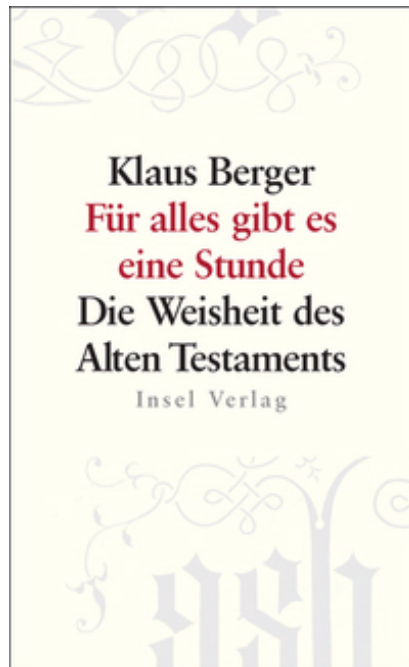 Klaus Berger
Für alles gibt es
eine Stunde
Die Weisheit des
Alten Testaments
Insel Verlag